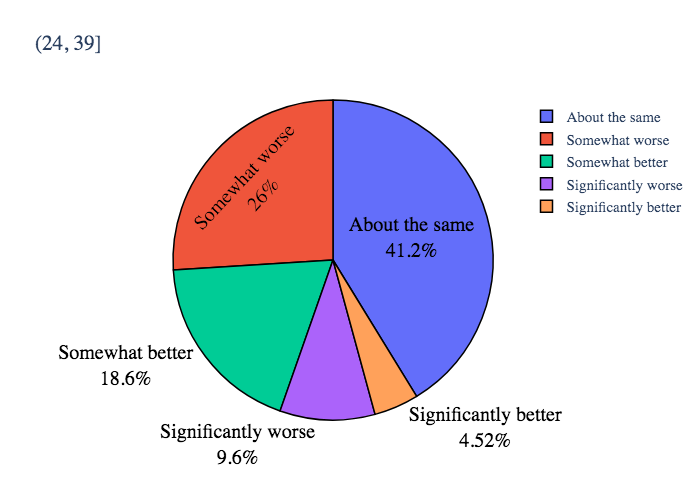 (24, 39]
About the same
Somewhat worse
Somewhat better
Significantly worse
Significantly better
Somewhat worse
26%
About the same
41.2%
Somewhat better
18.6%
Significantly worse
9.6%
Significantly better
4.52%